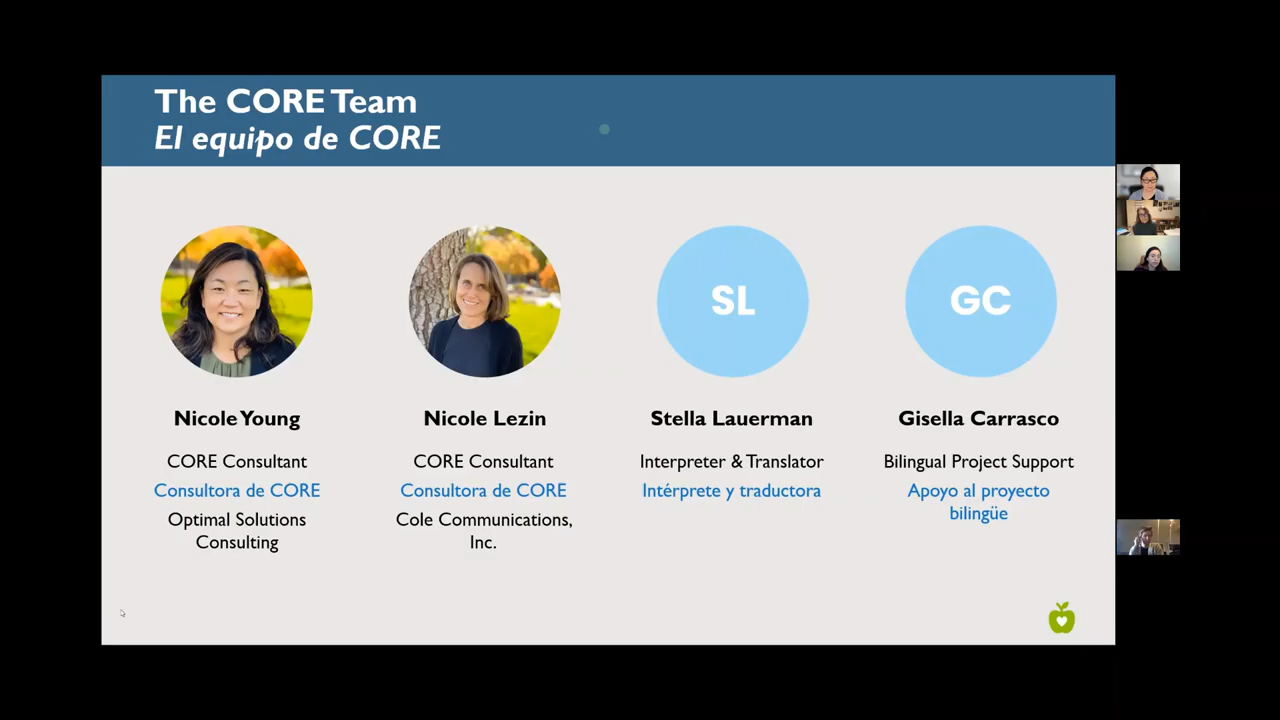 The CORE Team
El equipo de CORE
SL
GC
Nicole Young
Nicole Lezin
Stella Lauerman
Gisella Carrasco
CORE Consultant
CORE Consultant
Interpreter & Translator
Bilingual Project Support
Consultora de CORE
Consultora de CORE
Intérprete y traductora
Apoyo al proyecto
bilingüe
Optimal Solutions
Consulting
Cole Communications,
Inc.